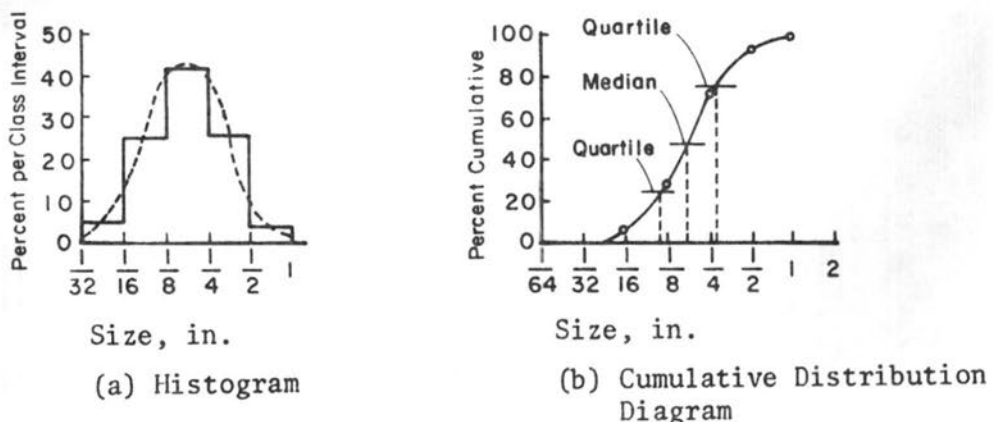 Percent per Class Interval
50
40
30
20
10
0
1/32 1/16 1/8 1/4 1/2 1
Size, in.
(a) Histogram
Percent Cumulative
100
80
60
40
20
0
Quartile
Median
Quartile
1/64 1/32 1/16 1/8 1/4 1/2 1 2
Size, in.
(b) Cumulative Distribution
Diagram